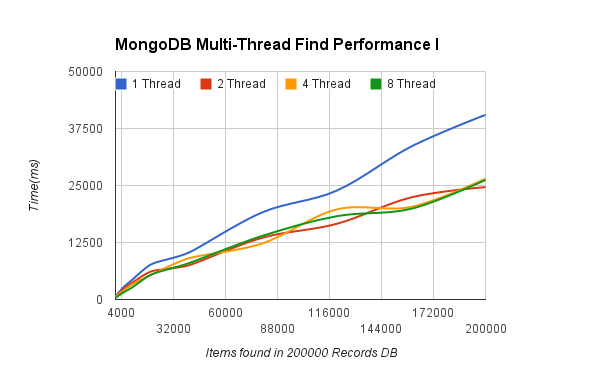 MongoDB Multi-Thread Find Performance I
50000
1 Thread 2 Thread 4 Thread 8 Thread
37500
Time(ms)
25000
12500
0
4000 60000 116000 172000
32000 88000 144000 200000
Items found in 200000 Records DB